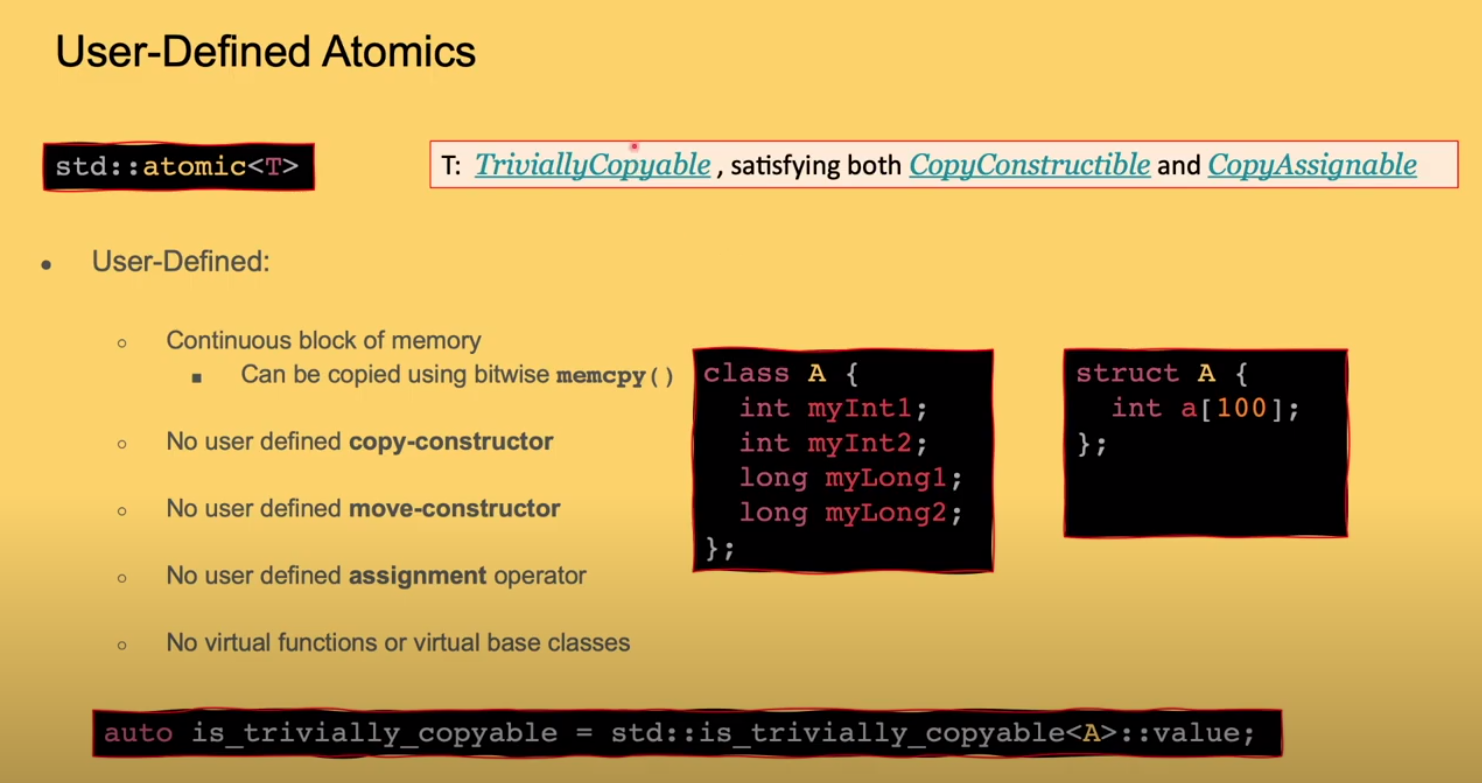 User-Defined Atomics
std::atomic<T>
T: TriviallyCopyable , satisfying both CopyConstructible and CopyAssignable
• User-Defined:
○ Continuous block of memory
■ Can be copied using bitwise memcpy()
○ No user defined copy-constructor
○ No user defined move-constructor
○ No user defined assignment operator
○ No virtual functions or virtual base classes
class A {
int myInt1;
int myInt2;
long myLong1;
long myLong2;
};
struct A {
int a[100];
};
auto is_trivially_copyable = std::is_trivially_copyable<A>::value;